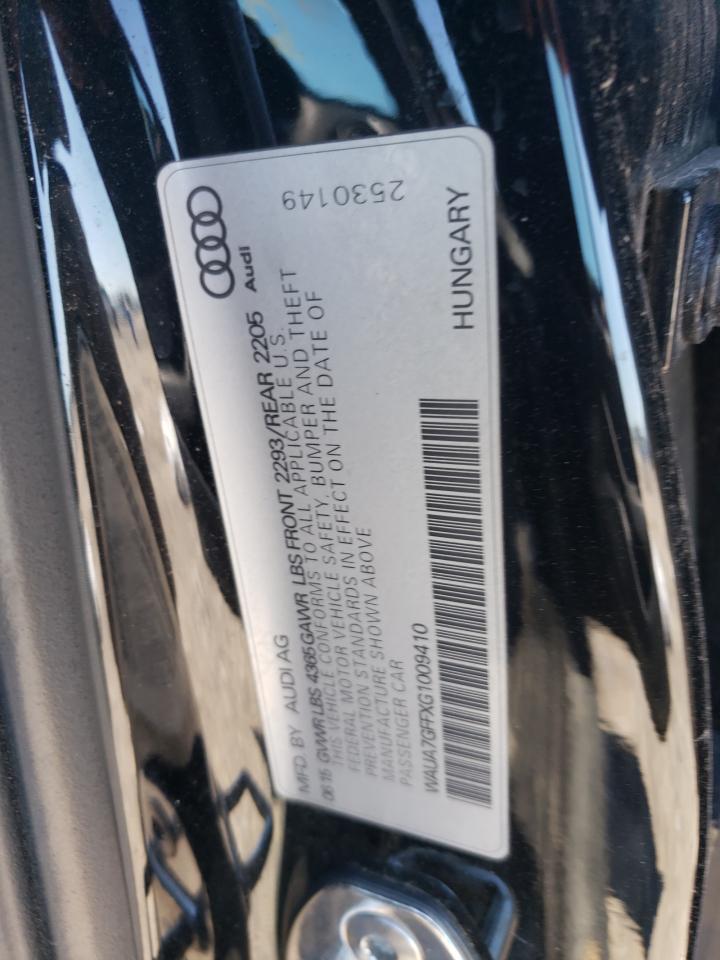 MFD. BY AUDI AG
06 15 GVWR LBS 4365 GAWR LBS FRONT 2293/REAR 2205
THIS VEHICLE CONFORMS TO ALL APPLICABLE U.S.
FEDERAL MOTOR VEHICLE SAFETY, BUMPER AND THEFT
PREVENTION STANDARDS IN EFFECT ON THE DATE OF
MANUFACTURE SHOWN ABOVE
PASSENGER CAR
WAUA7GFFXG1009410
Audi
2530149
HUNGARY